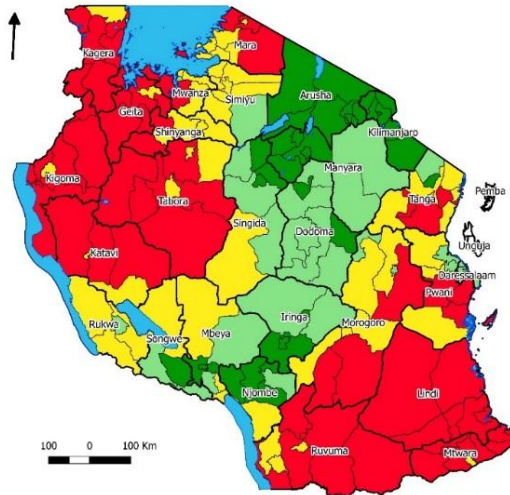 Kagera
Mara
Mwanza
Simiyu
Arusha
Geita
Shinyanga
Kilimanjaro
Kigoma
Tabora
Manyara
Tanga
Pemba
Singida
Dodoma
Unguja
Katavi
Daressalaam
Pwani
Rukwa
Songwe
Mbeya
Iringa
Morogoro
Njombe
Lindi
Ruvuma
Mtwara
100 0 100 Km